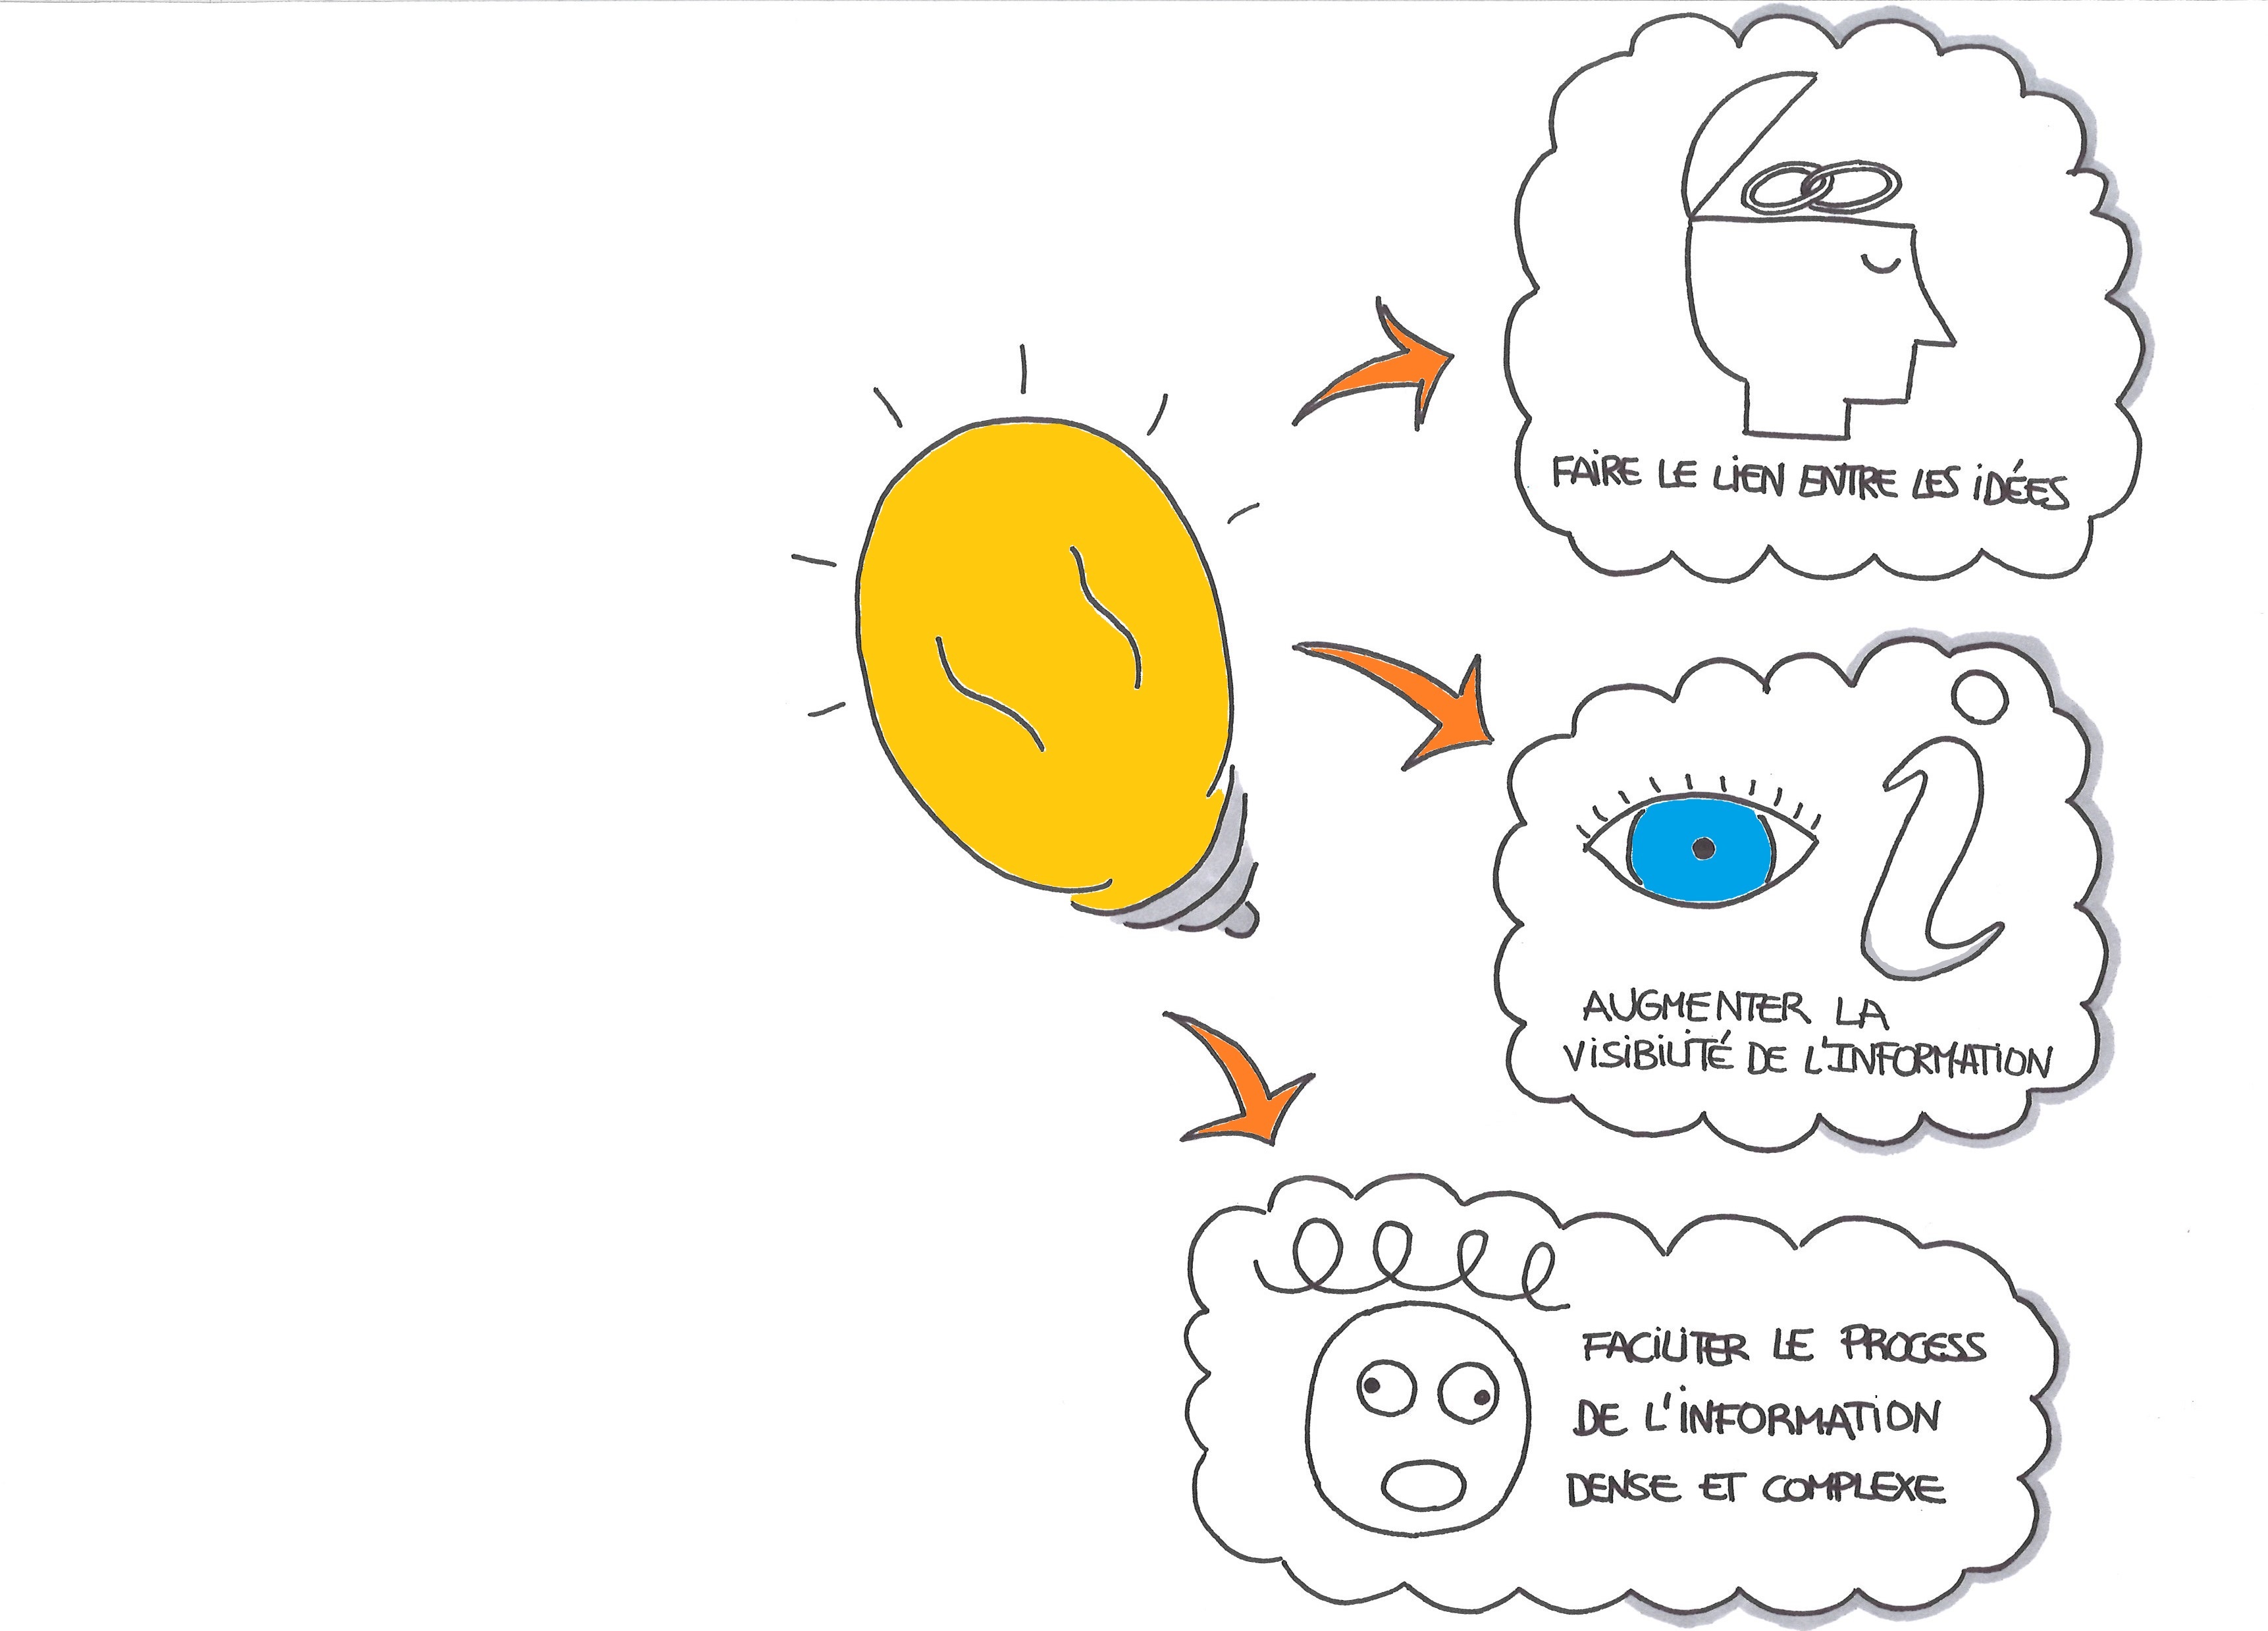 FAIRE LE LIEN ENTRE LES IDÉES
AUGMENTER LA
VISIBILITÉ DE L'INFORMATION
FACILITER LE PROCESS
DE L'INFORMATION
DENSE ET COMPLEXE